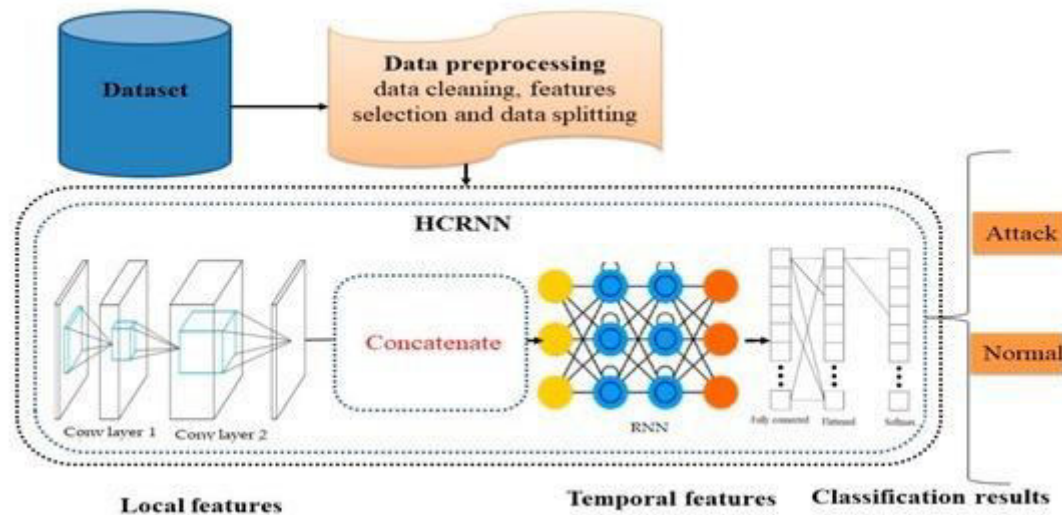 Dataset
Data preprocessing
data cleaning, features
selection and data splitting
HCRNN
Attack
Normal
Concatenate
Conv layer 1
Conv layer 2
RNN
Fully connected
Flattened
Softmax
Local features
Temporal features
Classification results